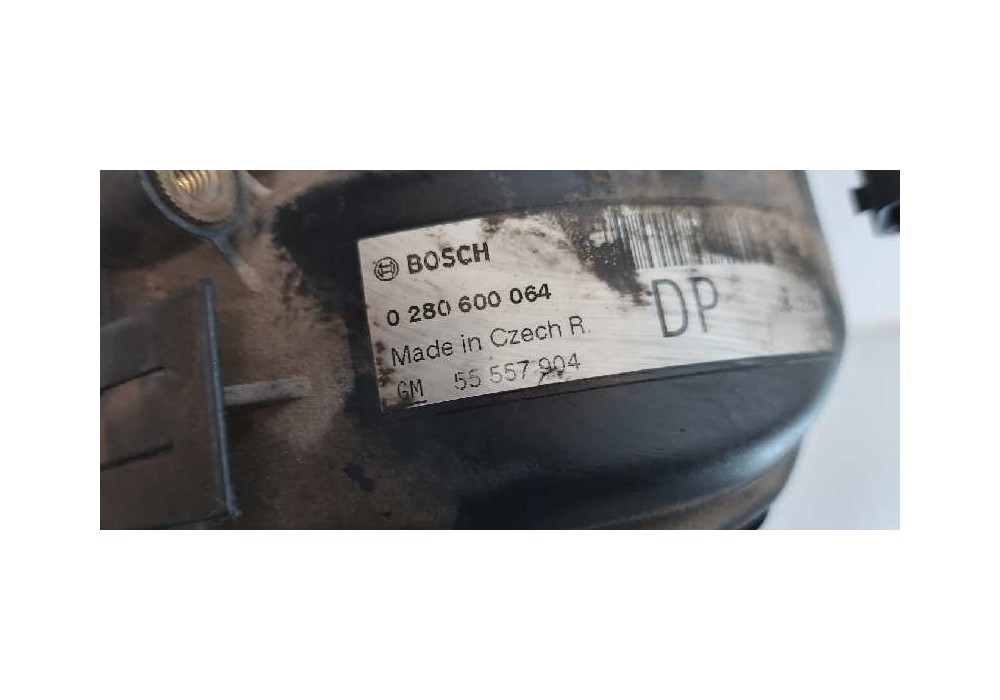 BOSCH
0 280 600 064
Made in Czech R.
GM 55 557 904
DP